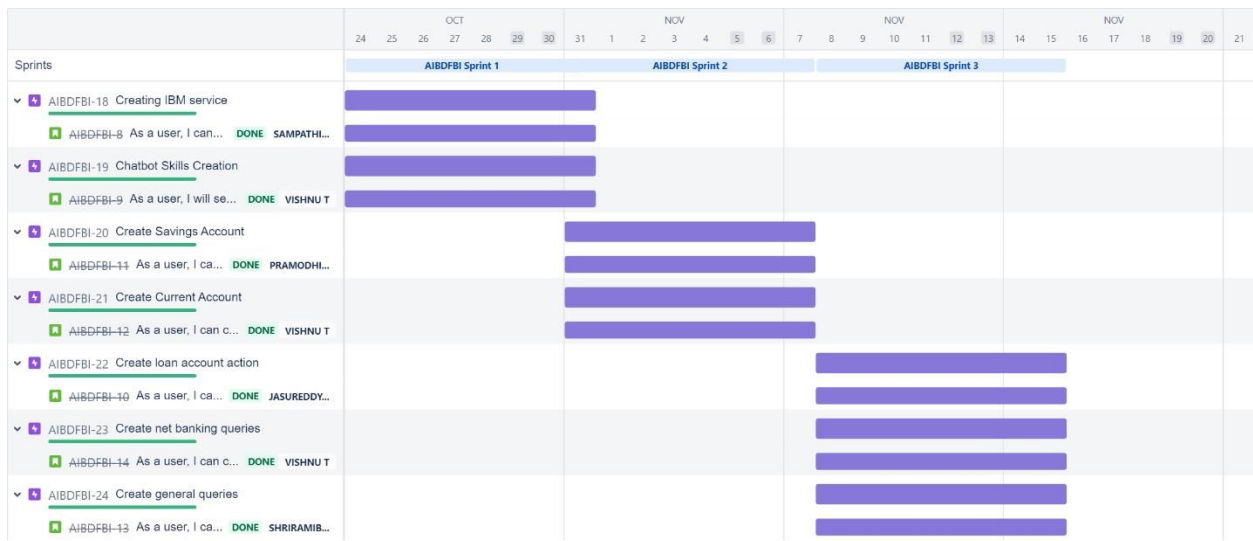 OCT NOV NOV NOV
24 25 26 27 28 29 30 31 1 2 3 4 5 6 7 8 9 10 11 12 13 14 15 16 17 18 19 20 21
Sprints AIBDFBI Sprint 1 AIBDFBI Sprint 2 AIBDFBI Sprint 3
AIBDFBI-18 Creating IBM service
AIBDFBI-8 As a user, I can... DONE SAMPATHI...
AIBDFBI-19 Chatbot Skills Creation
AIBDFBI-9 As a user, I will se... DONE VISHNU T
AIBDFBI-20 Create Savings Account
AIBDFBI-11 As a user, I ca... DONE PRAMODHI...
AIBDFBI-21 Create Current Account
AIBDFBI-12 As a user, I can c... DONE VISHNU T
AIBDFBI-22 Create loan account action
AIBDFBI-10 As a user, I ca... DONE JASUREDDY...
AIBDFBI-23 Create net banking queries
AIBDFBI-14 As a user, I can c... DONE VISHNU T
AIBDFBI-24 Create general queries
AIBDFBI-13 As a user, I ca... DONE SHRIRAMIB...